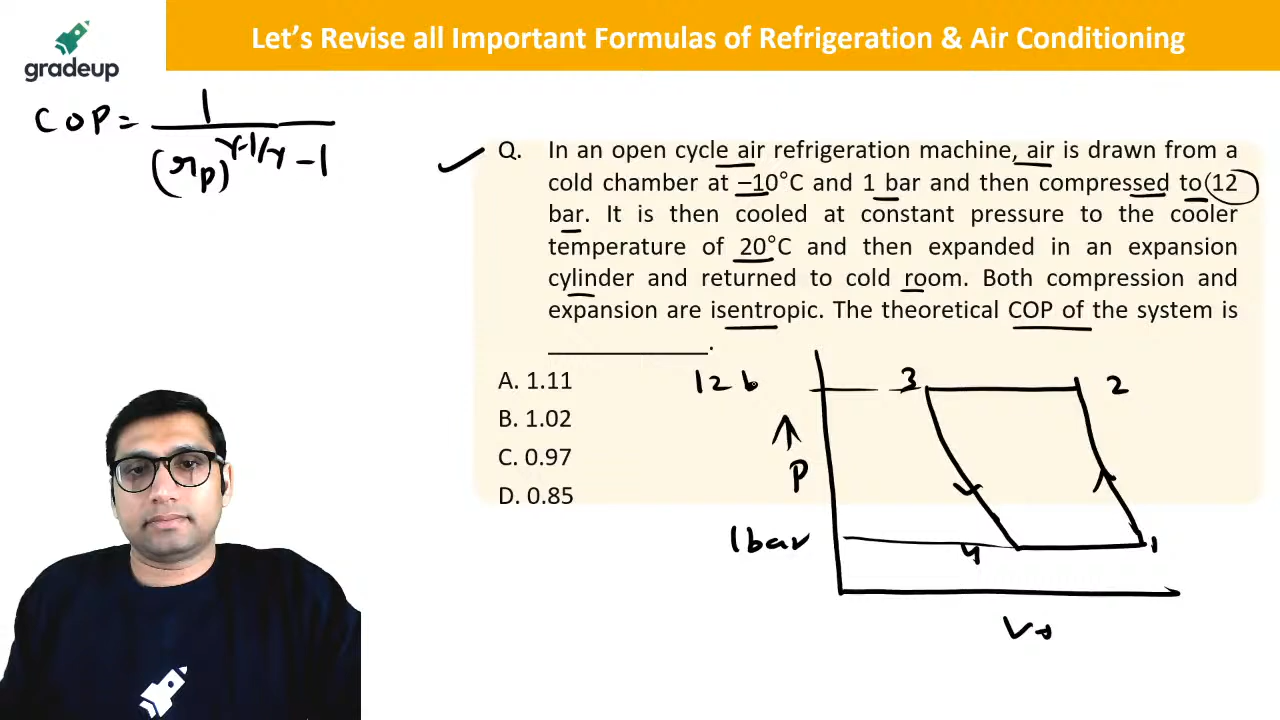 Let's Revise all Important Formulas of Refrigeration & Air Conditioning
gradeup
COP = 1 / (rp)^γ-1/γ - 1
Q. In an open cycle air refrigeration machine, air is drawn from a
cold chamber at –10°C and 1 bar and then compressed to 12
bar. It is then cooled at constant pressure to the cooler
temperature of 20°C and then expanded in an expansion
cylinder and returned to cold room. Both compression and
expansion are isentropic. The theoretical COP of the system is
_____________.
A. 1.11
B. 1.02
C. 0.97
D. 0.85
12 b
3
2
P
1bar
4
1
V